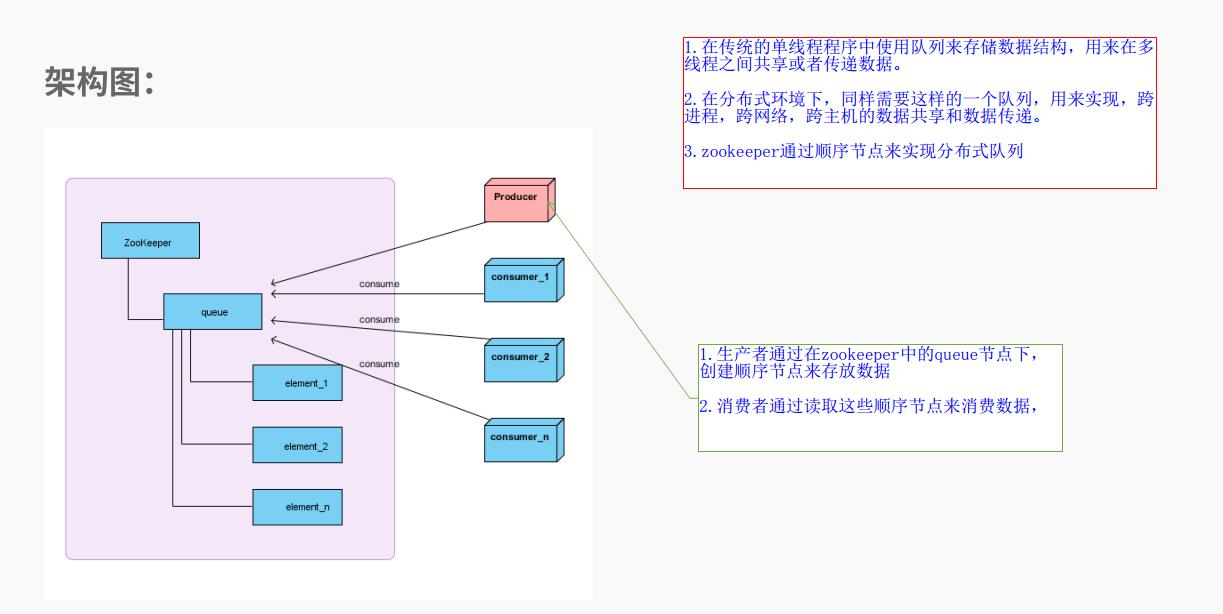 架构图：
1.在传统的单线程程序中使用队列来存储数据结构，用来在多
线程之间共享或者传递数据。
2.在分布式环境下，同样需要这样的一个队列，用来实现，跨
进程，跨网络，跨主机的数据共享和数据传递。
3.zookeeper通过顺序节点来实现分布式队列
Producer
ZooKeeper
consumer_1
consume
queue
consume
consumer_2
consume
element_1
consumer_n
element_2
element_n
1.生产者通过在zookeeper中的queue节点下，
创建顺序节点来存放数据
2.消费者通过读取这些顺序节点来消费数据，